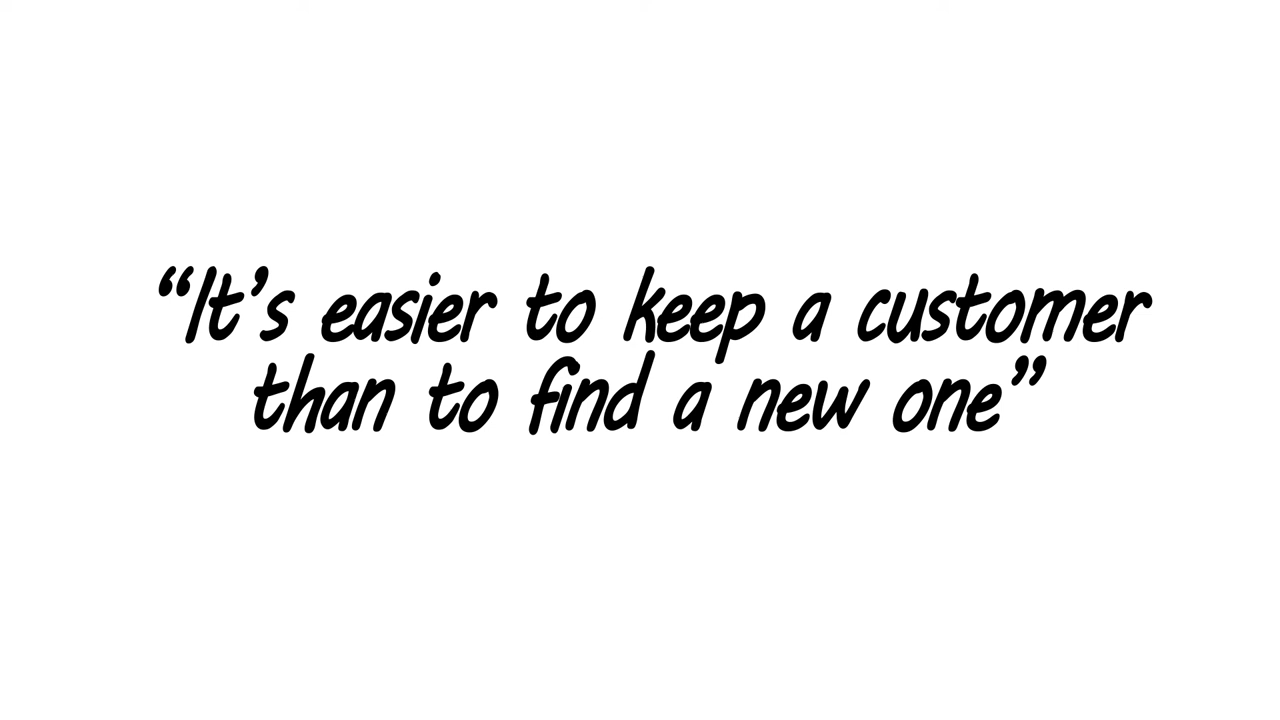 “It’s easier to keep a customer
than to find a new one”